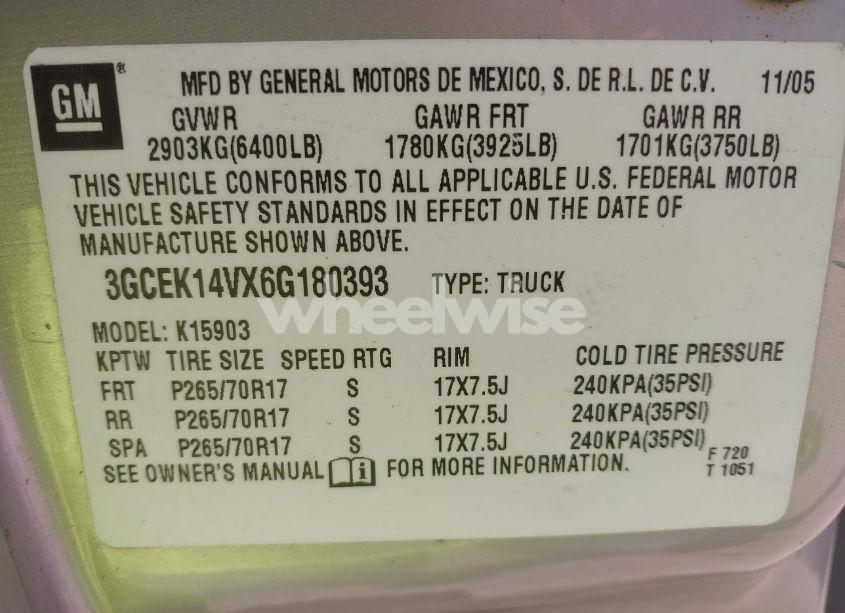 GM ® MFD BY GENERAL MOTORS DE MEXICO, S. DE R.L. DE C.V. 11/05
GVWR GAWR FRT GAWR RR
2903KG(6400LB) 1780KG(3925LB) 1701KG(3750LB)
THIS VEHICLE CONFORMS TO ALL APPLICABLE U.S. FEDERAL MOTOR
VEHICLE SAFETY STANDARDS IN EFFECT ON THE DATE OF
MANUFACTURE SHOWN ABOVE.
3GCEK14VX6G180393 TYPE: TRUCK
wheelwise
MODEL: K15903
KPTW TIRE SIZE SPEED RTG RIM COLD TIRE PRESSURE
FRT P265/70R17 S 17X7.5J 240KPA(35PSI)
RR P265/70R17 S 17X7.5J 240KPA(35PSI)
SPA P265/70R17 S 17X7.5J 240KPA(35PSI)
F 720
SEE OWNER'S MANUAL i FOR MORE INFORMATION. T 1051